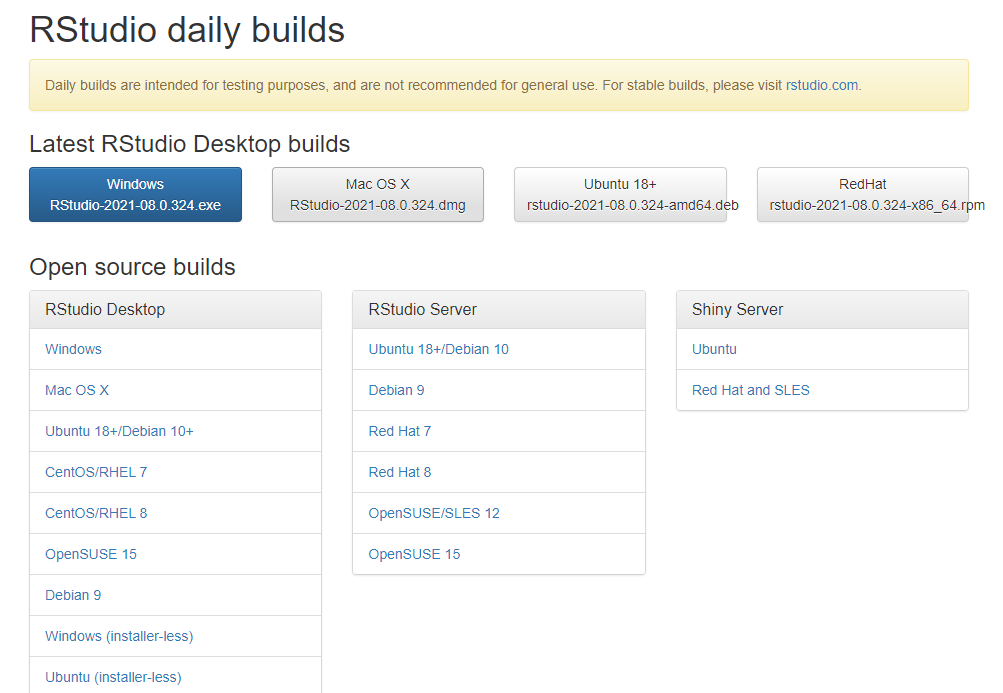 RStudio daily builds
Daily builds are intended for testing purposes, and are not recommended for general use. For stable builds, please visit rstudio.com.
Latest RStudio Desktop builds
Windows
RStudio-2021-08.0.324.exe
Mac OS X
RStudio-2021-08.0.324.dmg
Ubuntu 18+
rstudio-2021-08.0.324-amd64.deb
RedHat
rstudio-2021-08.0.324-x86_64.rpm
Open source builds
RStudio Desktop
Windows
Mac OS X
Ubuntu 18+/Debian 10+
CentOS/RHEL 7
CentOS/RHEL 8
OpenSUSE 15
Debian 9
Windows (installer-less)
Ubuntu (installer-less)
RStudio Server
Ubuntu 18+/Debian 10
Debian 9
Red Hat 7
Red Hat 8
OpenSUSE/SLES 12
OpenSUSE 15
Shiny Server
Ubuntu
Red Hat and SLES